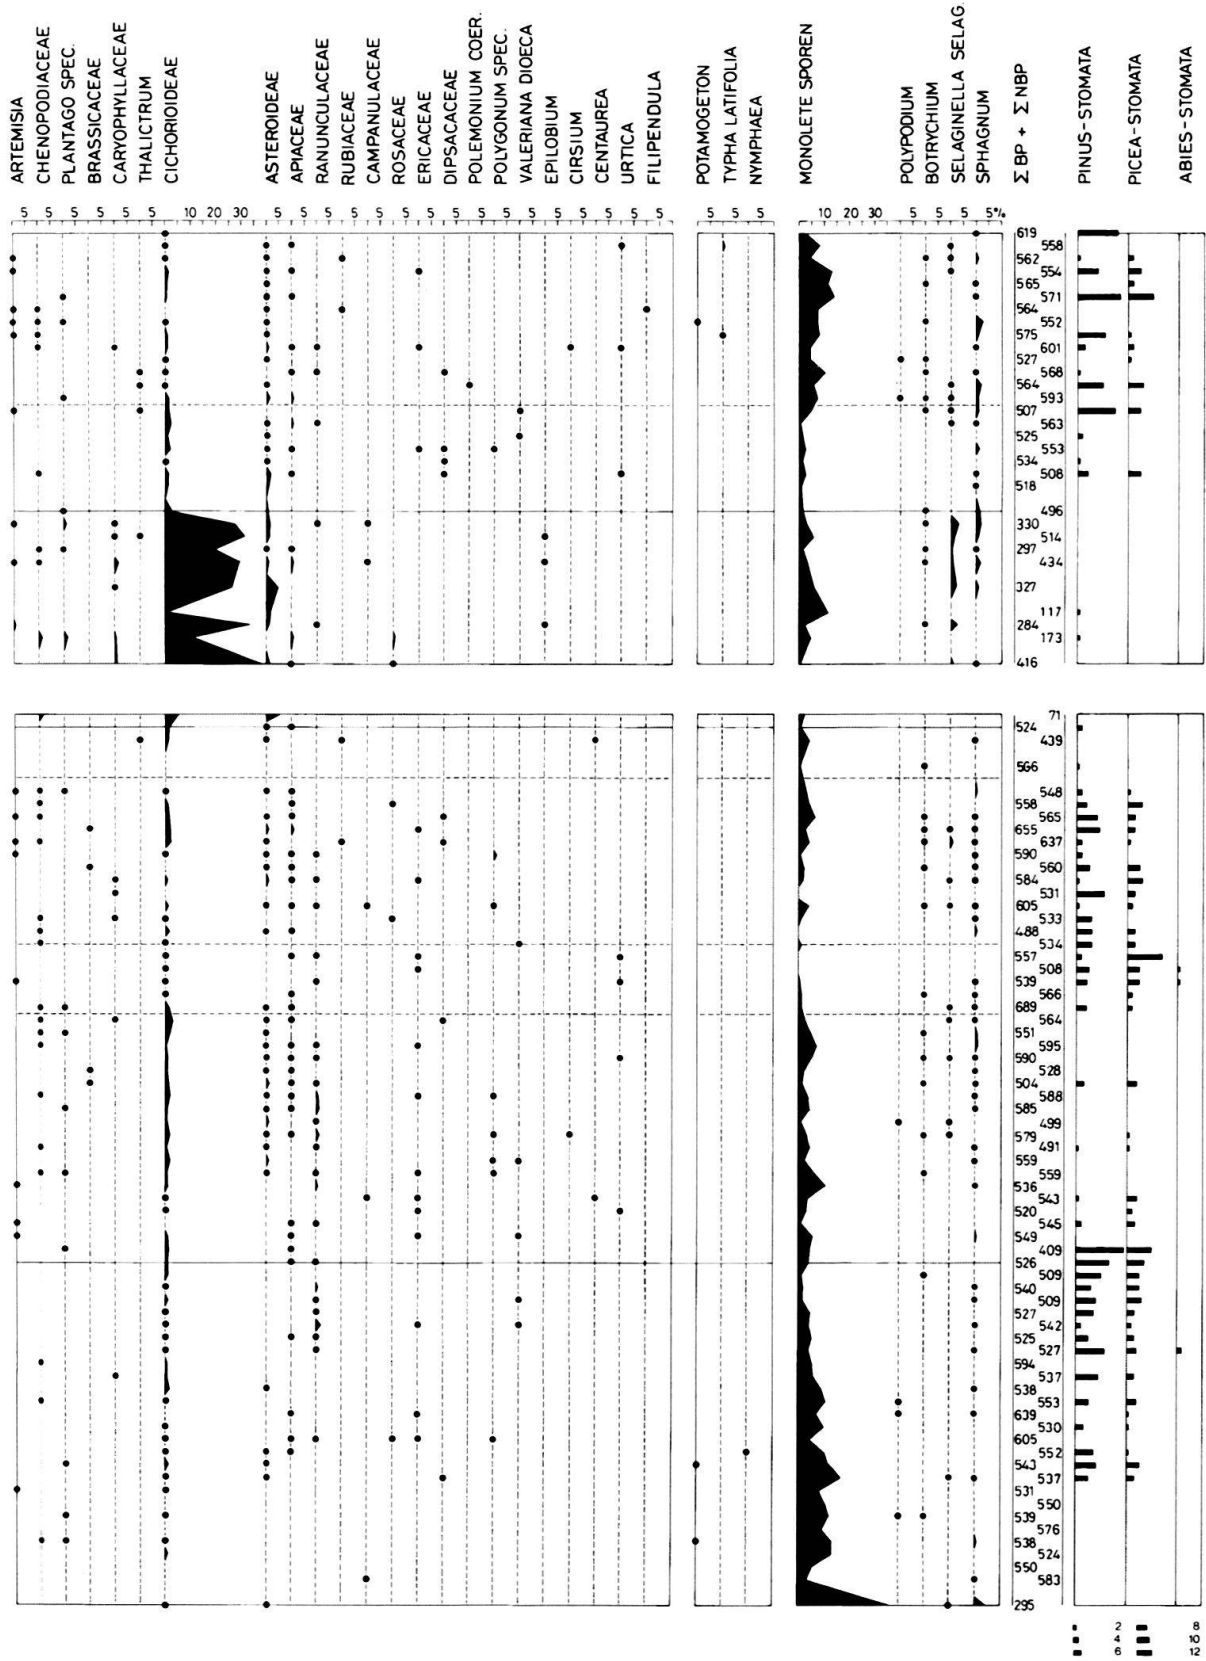 ARTEMISIA
CHENOPODIACEAE
PLANTAGO SPEC.
BRASSICACEAE
CARYOPHYLLACEAE
THALICTRUM
CICHORIOIDEAE
ASTEROIDEAE
APIACEAE
RANUNCULACEAE
RUBIACEAE
CAMPANULACEAE
ROSACEAE
ERICACEAE
DIPSACACEAE
POLEMONIUM COER.
POLYGONUM SPEC.
VALERIANA DIOECA
EPILOBIUM
CIRSIUM
CENTAUREA
URTICA
FILIPENDULA
POTAMOGETON
TYPHA LATIFOLIA
NYMPHAEA
MONOLETE SPOREN
POLYPODIUM
BOTRYCHIUM
SELAGINELLA SELAG.
SPHAGNUM
Σ BP + Σ NBP
PINUS-STOMATA
PICEA-STOMATA
ABIES-STOMATA
5 5 5 5 5 5 10 20 30 5 5 5 5 5 5 5 5 5 5 5 5 5 5 5 5 5 5 5 10 20 30 5 5 5 5%
619
558
562
554
565
571
564
552
575
601
527
568
564
593
507
563
525
553
534
508
518
496
330
514
297
434
327
117
284
173
416
71
524
439
566
548
558
565
655
637
590
560
584
531
605
533
488
534
557
508
539
566
689
564
551
595
590
528
504
588
585
499
579
491
559
559
536
543
520
545
549
409
526
509
540
509
527
542
525
527
594
537
538
553
639
530
605
552
543
537
531
550
539
576
538
524
550
583
295
2 8
4 10
6 12